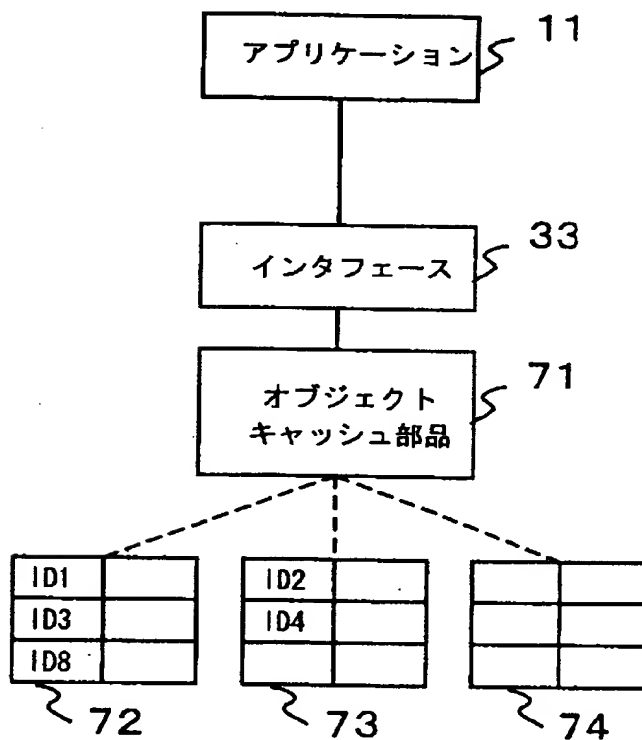 アプリケーション
11
インタフェース
33
オブジェクト
キャッシュ部品
71
ID1
ID3
ID8
ID2
ID4
72
73
74